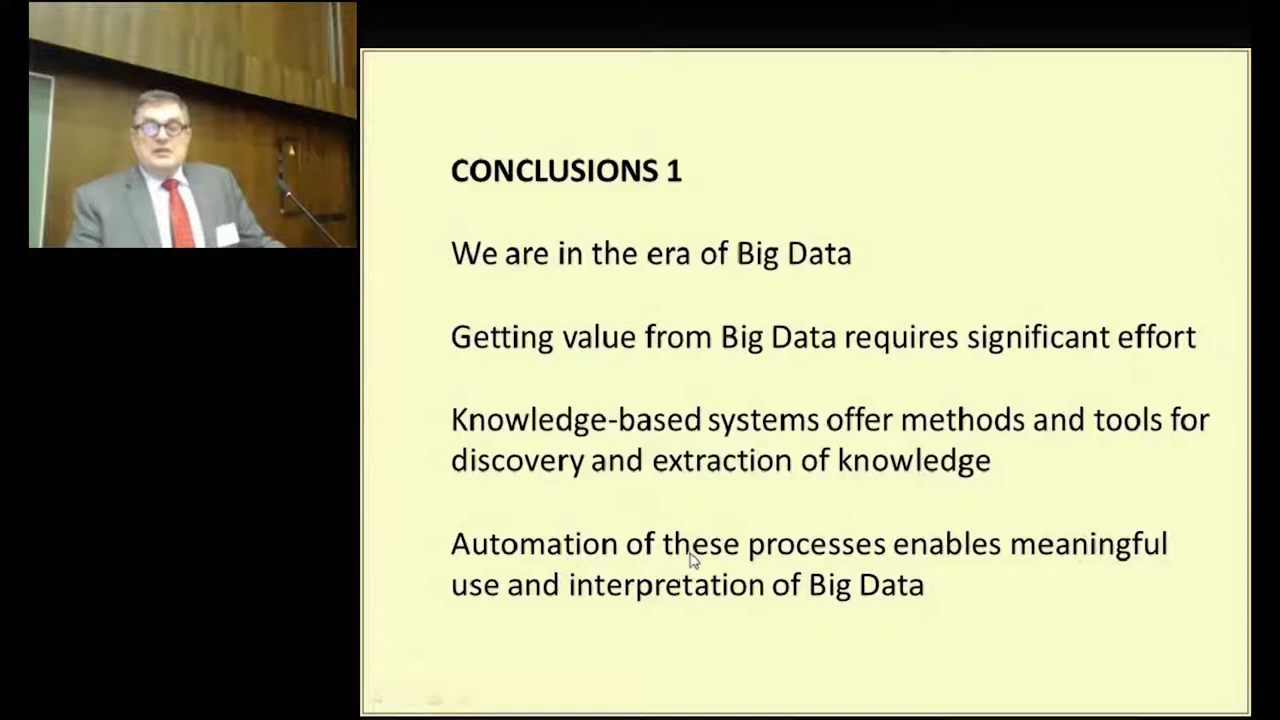 CONCLUSIONS 1
We are in the era of Big Data
Getting value from Big Data requires significant effort
Knowledge-based systems offer methods and tools for
discovery and extraction of knowledge
Automation of these processes enables meaningful
use and interpretation of Big Data